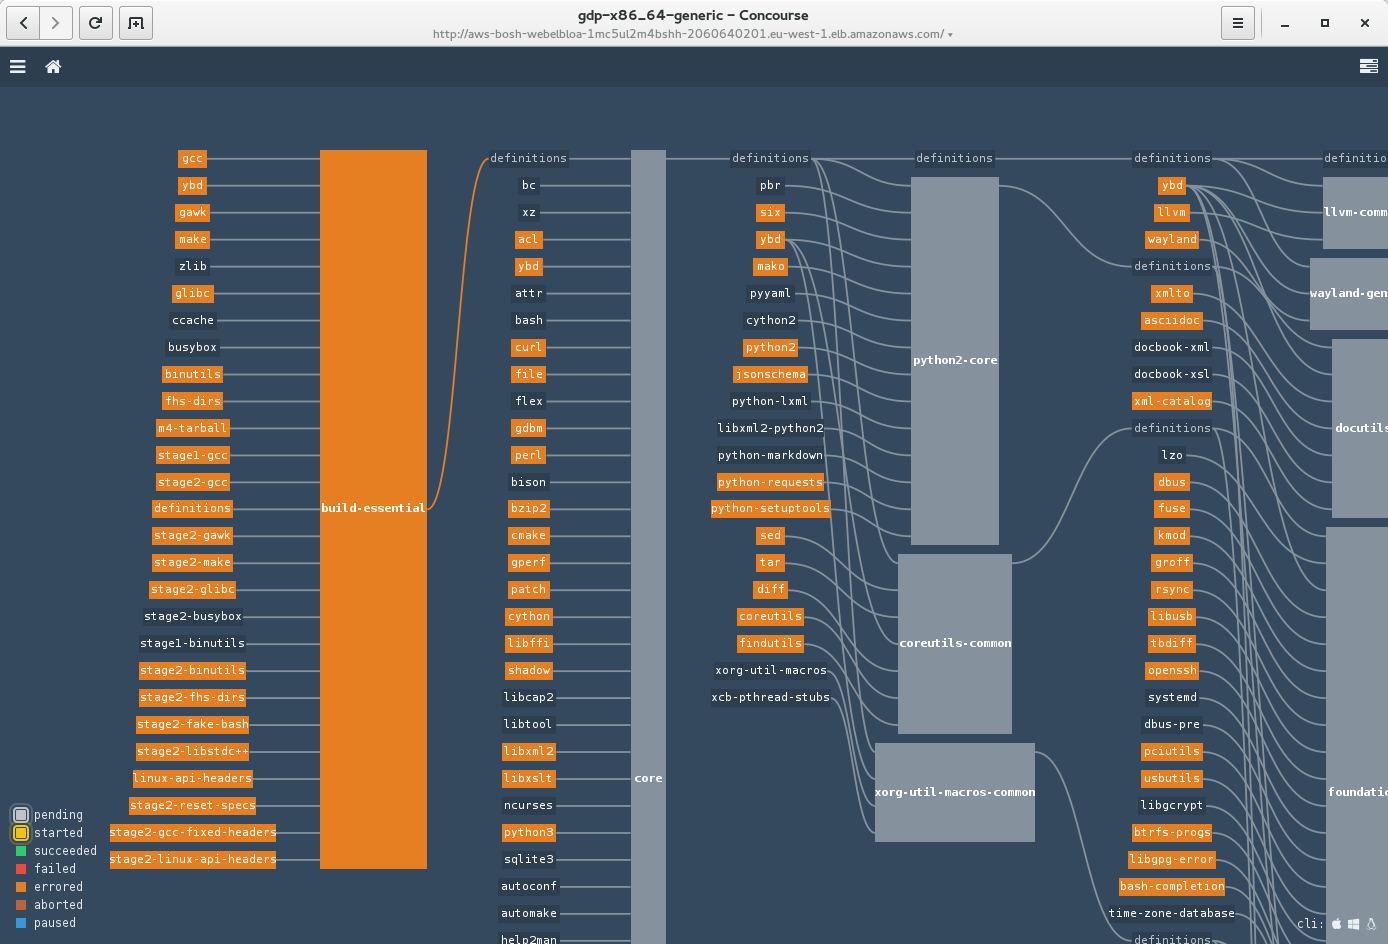 gdp-x86_64-generic – Concourse
http://aws-bosh-webelbloa-1mc5ul2m4bshh-2060640201.eu-west-1.elb.amazonaws.com/
gcc
ybd
gawk
make
zlib
glibc
ccache
busybox
binutils
fhs-dirs
m4-tarball
stage1-gcc
stage2-gcc
definitions
stage2-gawk
stage2-make
stage2-glibc
stage2-busybox
stage1-binutils
stage2-binutils
stage2-fhs-dirs
stage2-fake-bash
stage2-libstdc++
linux-api-headers
stage2-reset-specs
stage2-gcc-fixed-headers
stage2-linux-api-headers
build-essential
definitions
bc
xz
acl
ybd
attr
bash
curl
file
flex
gdbm
perl
bison
bzip2
cmake
gperf
patch
cython
libffi
shadow
libcap2
libtool
libxml2
libxslt
ncurses
python3
sqlite3
autoconf
automake
help2man
core
definitions
pbr
six
ybd
mako
pyyaml
cython2
python2
jsonschema
python-lxml
libxml2-python2
python-markdown
python-requests
python-setuptools
sed
tar
diff
coreutils
findutils
xorg-util-macros
xcb-pthread-stubs
definitions
python2-core
coreutils-common
xorg-util-macros-common
definitions
ybd
llvm
wayland
definitions
xmlto
asciidoc
docbook-xml
docbook-xsl
xml-catalog
definitions
lzo
dbus
fuse
kmod
groff
rsync
libusb
tbdiff
openssh
systemd
dbus-pre
pciutils
usbutils
libgcrypt
btrfs-progs
libgpg-error
bash-completion
time-zone-database
definitions
definitio
llvm-comm
wayland-gen
docutils
foundatio
pending
started
succeeded
failed
errored
aborted
paused
cli: